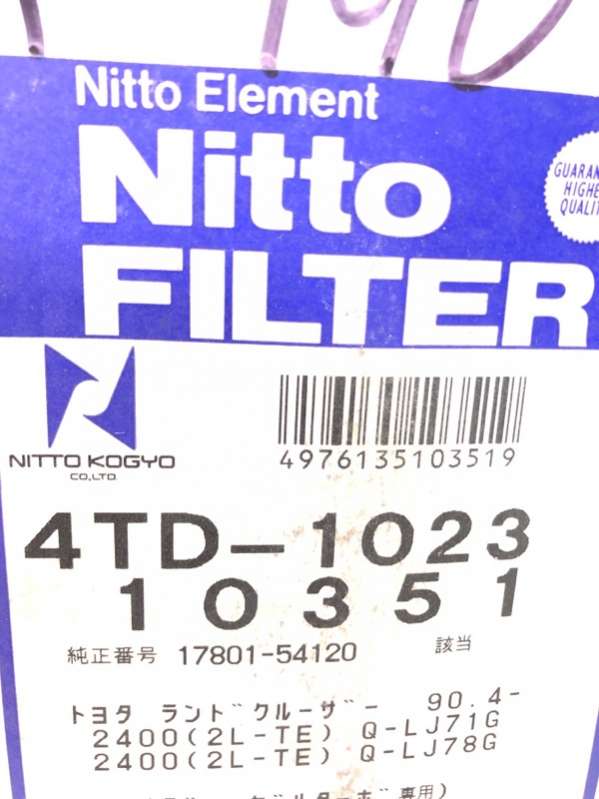 Nitto Element
Nitto
FILTER
GUARAN
HIGHE
QUALIT
NITTO KOGYO
CO.,LTD.
4976135103519
4TD-1023
10351
純正番号 17801-54120 該当
トヨタ ランドクルーザー 90.4-
2400(2L-TE) Q-LJ71G
2400(2L-TE) Q-LJ78G
専用)